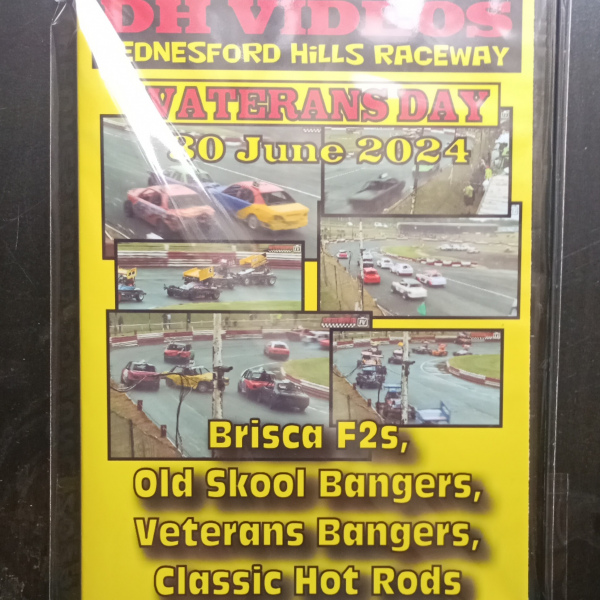 DH VIDEOS
EDNESFORD HiLLS RACEWAY
VATERANS DAY
30 June 2024
Brisca F2s,
Old Skool Bangers,
Veterans Bangers,
Classic Hot Rods